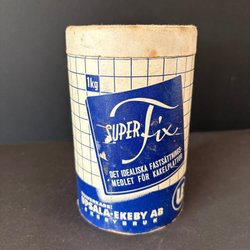 1kg
SUPER Fix
DET IDEALISKA FASTSÄTTNINGS
MEDLET FÖR KAKELPLATTOR
UPSALA-EKEBY AB